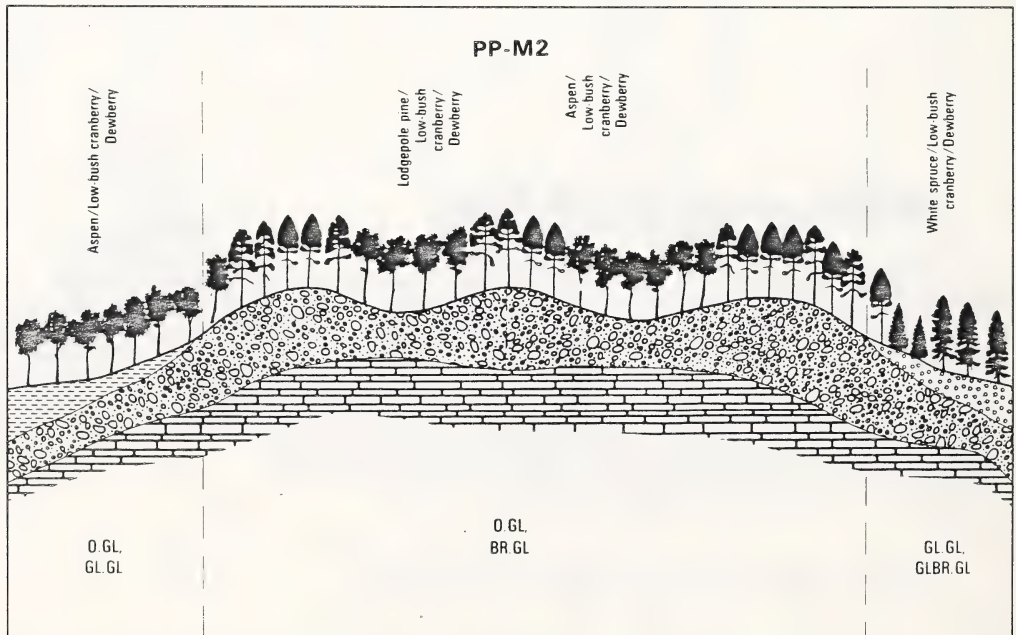 PP-M2
Aspen/Low-bush cranberry/
Dewberry
Lodgepole pine/
Low-bush
cranberry/
Dewberry
Aspen/
Low-bush
cranberry/
Dewberry
White spruce/Low-bush
cranberry/Dewberry
O.GL,
GL.GL
O.GL,
BR.GL
GL.GL,
GLBR.GL